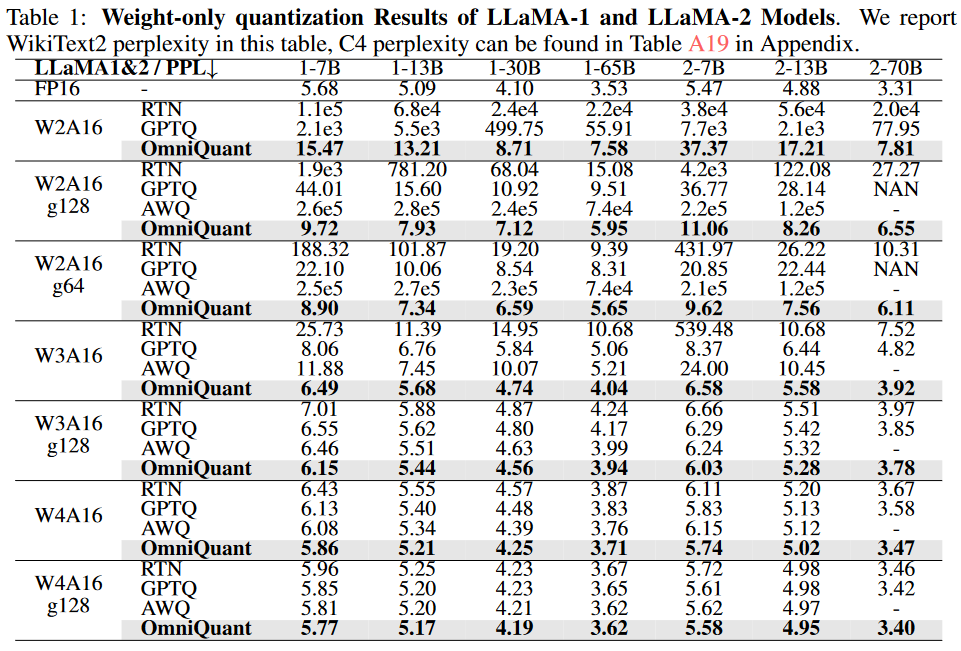 Table 1: Weight-only quantization Results of LLaMA-1 and LLaMA-2 Models. We report
WikiText2 perplexity in this table, C4 perplexity can be found in Table A19 in Appendix.
LLaMA1&2 / PPL↓ 1-7B 1-13B 1-30B 1-65B 2-7B 2-13B 2-70B
FP16 - 5.68 5.09 4.10 3.53 5.47 4.88 3.31
W2A16
RTN 1.1e5 6.8e4 2.4e4 2.2e4 3.8e4 5.6e4 2.0e4
GPTQ 2.1e3 5.5e3 499.75 55.91 7.7e3 2.1e3 77.95
OmniQuant 15.47 13.21 8.71 7.58 37.37 17.21 7.81
W2A16
g128
RTN 1.9e3 781.20 68.04 15.08 4.2e3 122.08 27.27
GPTQ 44.01 15.60 10.92 9.51 36.77 28.14 NAN
AWQ 2.6e5 2.8e5 2.4e5 7.4e4 2.2e5 1.2e5 -
OmniQuant 9.72 7.93 7.12 5.95 11.06 8.26 6.55
W2A16
g64
RTN 188.32 101.87 19.20 9.39 431.97 26.22 10.31
GPTQ 22.10 10.06 8.54 8.31 20.85 22.44 NAN
AWQ 2.5e5 2.7e5 2.3e5 7.4e4 2.1e5 1.2e5 -
OmniQuant 8.90 7.34 6.59 5.65 9.62 7.56 6.11
W3A16
RTN 25.73 11.39 14.95 10.68 539.48 10.68 7.52
GPTQ 8.06 6.76 5.84 5.06 8.37 6.44 4.82
AWQ 11.88 7.45 10.07 5.21 24.00 10.45 -
OmniQuant 6.49 5.68 4.74 4.04 6.58 5.58 3.92
W3A16
g128
RTN 7.01 5.88 4.87 4.24 6.66 5.51 3.97
GPTQ 6.55 5.62 4.80 4.17 6.29 5.42 3.85
AWQ 6.46 5.51 4.63 3.99 6.24 5.32 -
OmniQuant 6.15 5.44 4.56 3.94 6.03 5.28 3.78
W4A16
RTN 6.43 5.55 4.57 3.87 6.11 5.20 3.67
GPTQ 6.13 5.40 4.48 3.83 5.83 5.13 3.58
AWQ 6.08 5.34 4.39 3.76 6.15 5.12 -
OmniQuant 5.86 5.21 4.25 3.71 5.74 5.02 3.47
W4A16
g128
RTN 5.96 5.25 4.23 3.67 5.72 4.98 3.46
GPTQ 5.85 5.20 4.23 3.65 5.61 4.98 3.42
AWQ 5.81 5.20 4.21 3.62 5.62 4.97 -
OmniQuant 5.77 5.17 4.19 3.62 5.58 4.95 3.40